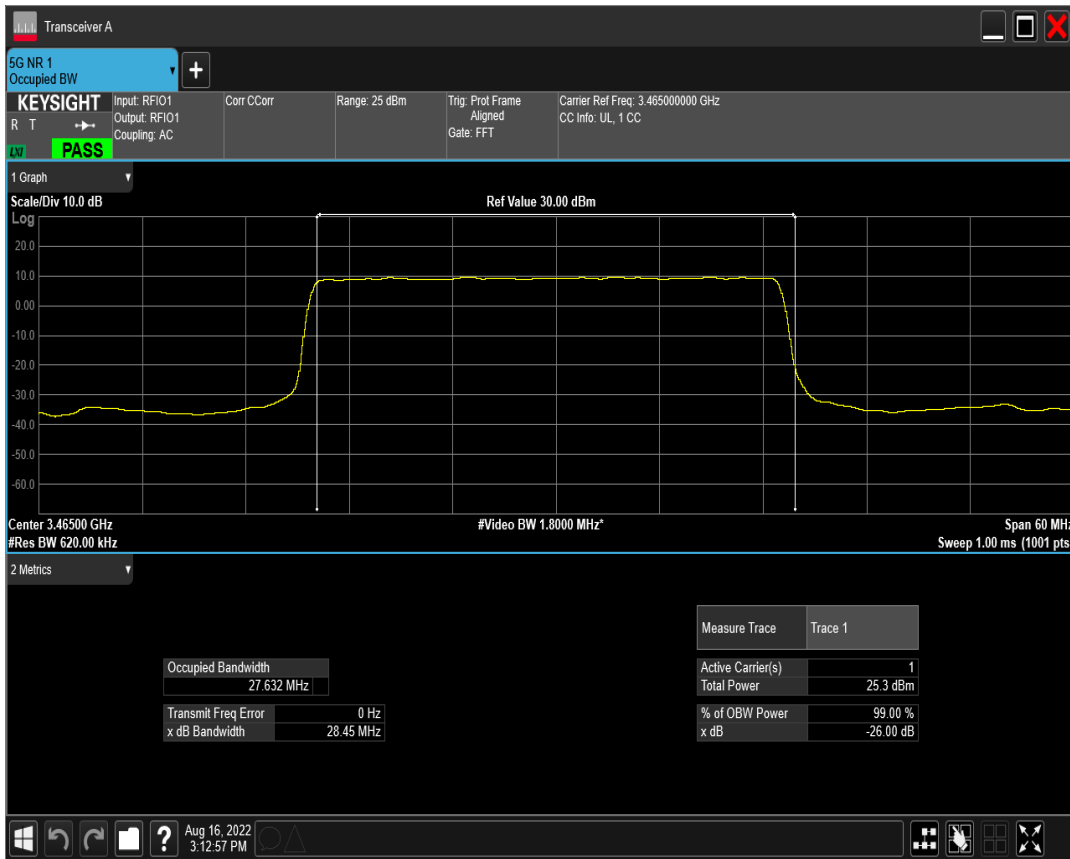 Transceiver A
5G NR 1
Occupied BW
KEYSIGHT
R T
LXI
PASS
Input: RFIO1
Output: RFIO1
Coupling: AC
Corr CCorr
Range: 25 dBm
Trig: Prot Frame
Aligned
Gate: FFT
Carrier Ref Freq: 3.465000000 GHz
CC Info: UL, 1 CC
1 Graph
Scale/Div 10.0 dB
Ref Value 30.00 dBm
Log
20.0
10.0
0.00
-10.0
-20.0
-30.0
-40.0
-50.0
-60.0
Center 3.46500 GHz
#Video BW 1.8000 MHz*
Span 60 MHz
#Res BW 620.00 kHz
Sweep 1.00 ms (1001 pts
2 Metrics
Measure Trace Trace 1
Occupied Bandwidth
27.632 MHz
Active Carrier(s) 1
Total Power 25.3 dBm
Transmit Freq Error 0 Hz
x dB Bandwidth 28.45 MHz
% of OBW Power 99.00 %
x dB -26.00 dB
?
Aug 16, 2022
3:12:57 PM